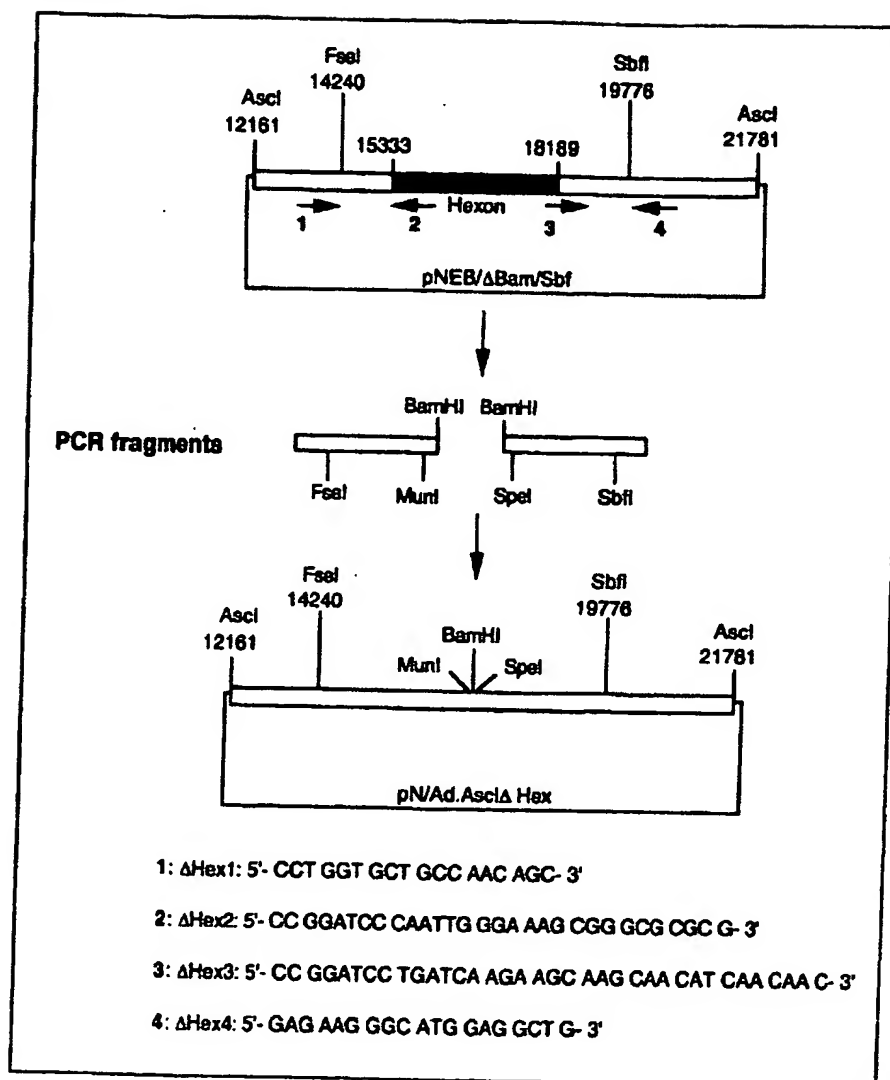 FseI
14240
SbfI
19776
AscI
12161
AscI
21781
15333
18189
Hexon
1
2
3
4
pNEB/ΔBam/Sbf
BamHI BamHI
PCR fragments
FseI
MunI
SpeI
SbfI
FseI
14240
SbfI
19776
AscI
12161
BamHI
AscI
21781
MunI
SpeI
pN/Ad.AscIΔ Hex
1: ΔHex1: 5'- CCT GGT GCT GCC AAC AGC- 3'
2: ΔHex2: 5'- CC GGATCC CAATTG GGA AAG CGG GCG CGC G- 3'
3: ΔHex3: 5'- CC GGATCC TGATCA AGA AGC AAG CAA CAT CAA CAA C- 3'
4: ΔHex4: 5'- GAG AAG GGC ATG GAG GCT G- 3'